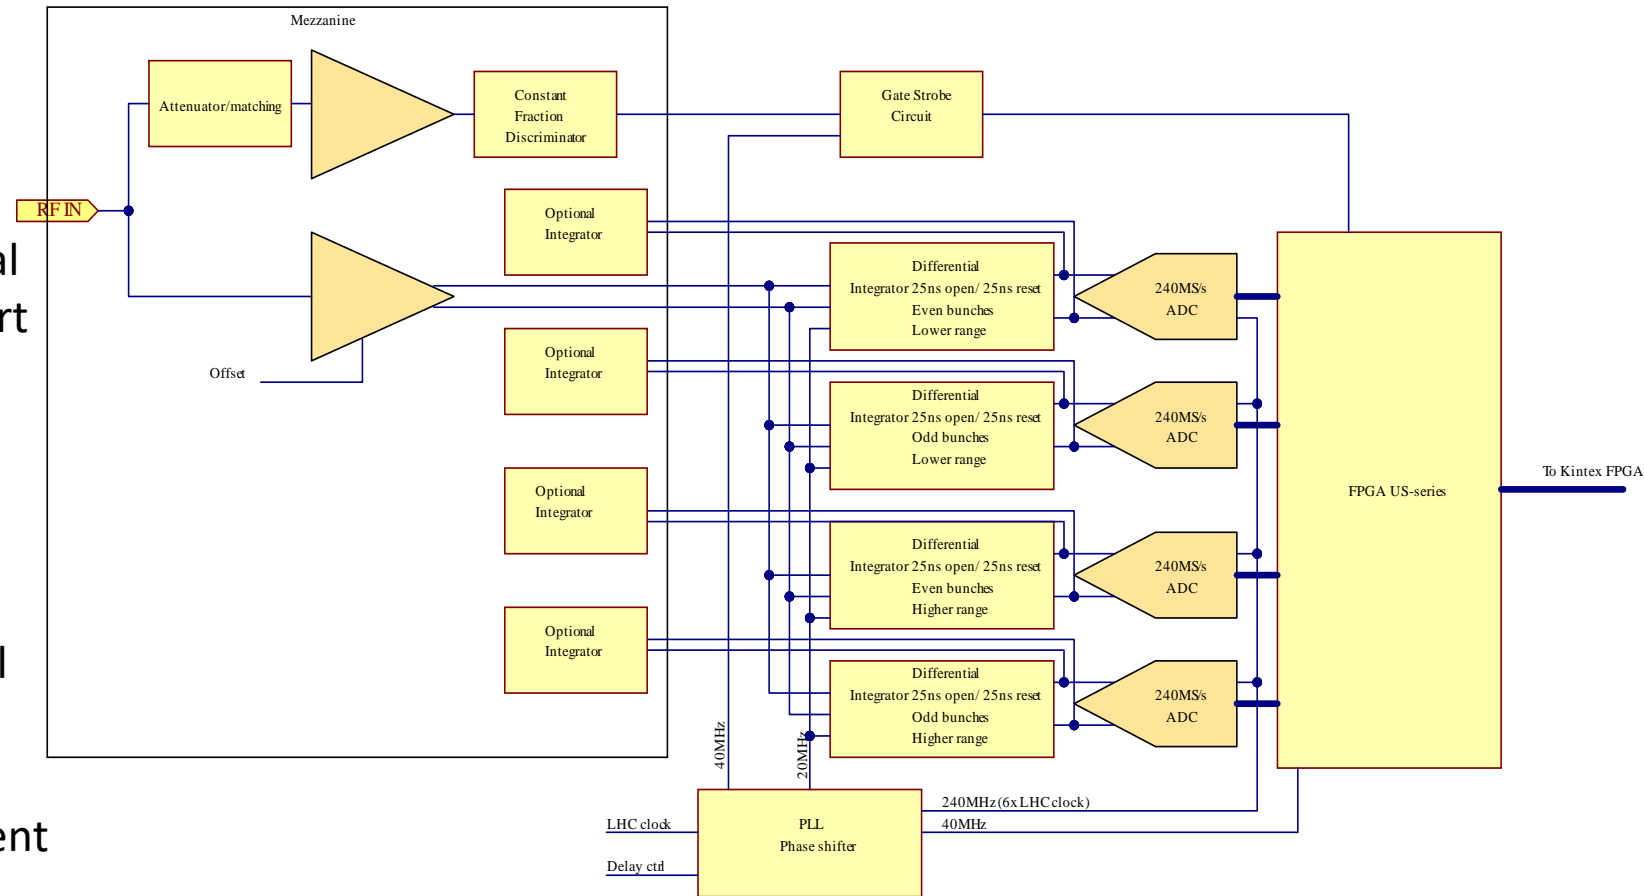 Mezzanine
Attenuator/matching
Constant
Fraction
Discriminator
Gate Strobe
Circuit
RF IN
al
rt
Optional
Integrator
Differential
Integrator 25ns open/ 25ns reset
Even bunches
Lower range
240MS/s
ADC
Offset
Optional
Integrator
Differential
Integrator 25ns open/ 25ns reset
Odd bunches
Lower range
240MS/s
ADC
FPGA US-series
To Kintex FPGA
Optional
Integrator
Differential
Integrator 25ns open/ 25ns reset
Even bunches
Higher range
240MS/s
ADC
l
Optional
Integrator
Differential
Integrator 25ns open/ 25ns reset
Odd bunches
Higher range
240MS/s
ADC
40MHz
20MHz
240MHz (6x LHC clock)
40MHz
LHC clock
Delay ctrl
PLL
Phase shifter
ent